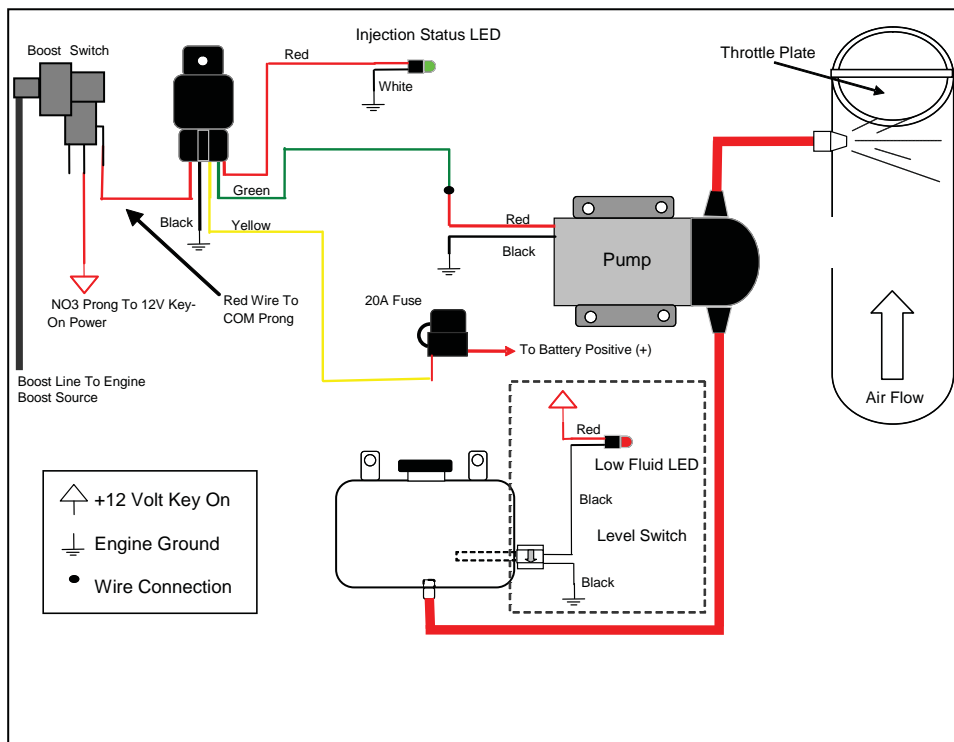 Injection Status LED
Boost Switch
Red
White
Throttle Plate
Green
Black
Yellow
Red
Black
Pump
NO3 Prong To 12V Key-
On Power
Red Wire To
COM Prong
20A Fuse
To Battery Positive (+)
Boost Line To Engine
Boost Source
Air Flow
Red
Low Fluid LED
Black
Level Switch
Black
+12 Volt Key On
Engine Ground
Wire Connection